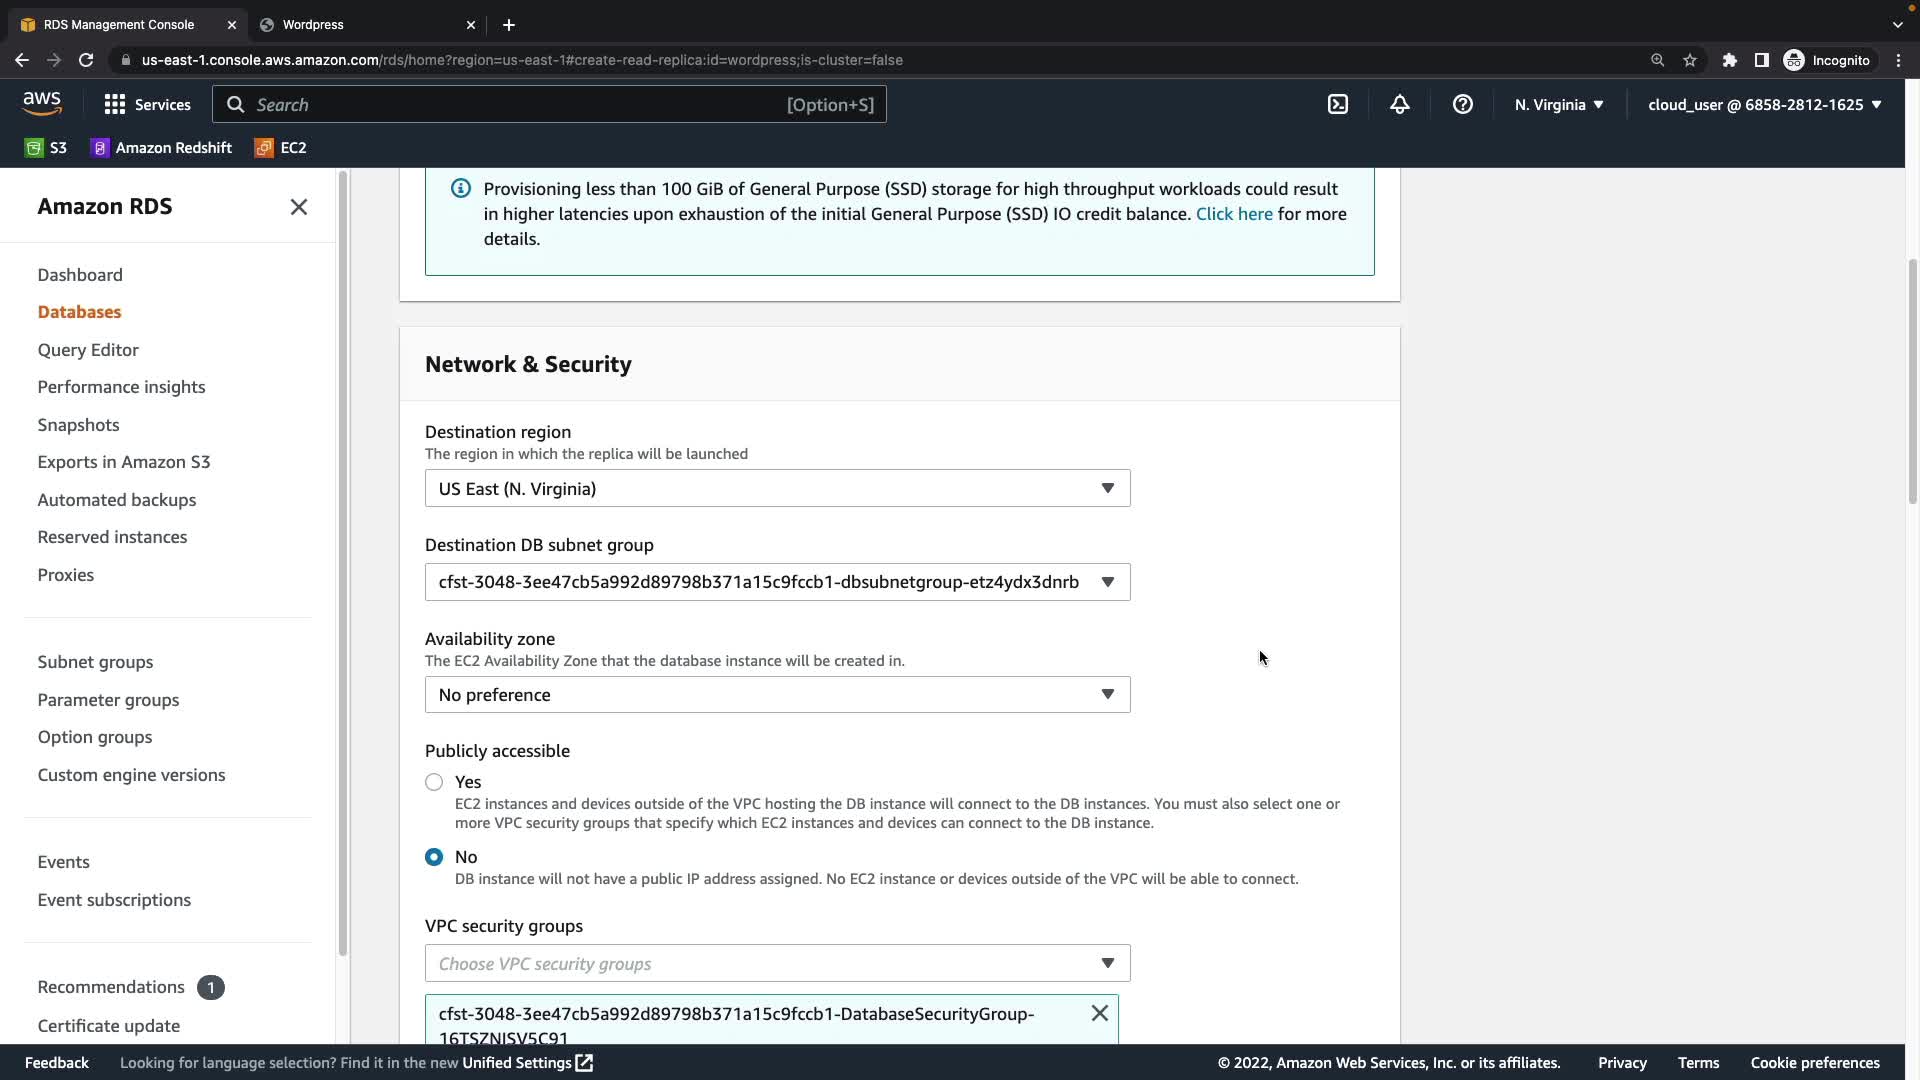 RDS Management Console
Wordpress
us-east-1.console.aws.amazon.com/rds/home?region=us-east-1#create-read-replica:id=wordpress;is-cluster=false
Incognito
aws
Services
Search
[Option+S]
N. Virginia
cloud_user @ 6858-2812-1625
S3
Amazon Redshift
EC2
Amazon RDS
Dashboard
Databases
Query Editor
Performance insights
Snapshots
Exports in Amazon S3
Automated backups
Reserved instances
Proxies
Subnet groups
Parameter groups
Option groups
Custom engine versions
Events
Event subscriptions
Recommendations 1
Certificate update
Provisioning less than 100 GiB of General Purpose (SSD) storage for high throughput workloads could result
in higher latencies upon exhaustion of the initial General Purpose (SSD) IO credit balance. Click here for more
details.
Network & Security
Destination region
The region in which the replica will be launched
US East (N. Virginia)
Destination DB subnet group
cfst-3048-3ee47cb5a992d89798b371a15c9fccb1-dbsubnetgroup-etz4ydx3dnrb
Availability zone
The EC2 Availability Zone that the database instance will be created in.
No preference
Publicly accessible
Yes
EC2 instances and devices outside of the VPC hosting the DB instance will connect to the DB instances. You must also select one or
more VPC security groups that specify which EC2 instances and devices can connect to the DB instance.
No
DB instance will not have a public IP address assigned. No EC2 instance or devices outside of the VPC will be able to connect.
VPC security groups
Choose VPC security groups
cfst-3048-3ee47cb5a992d89798b371a15c9fccb1-DatabaseSecurityGroup-
Feedback
Looking for language selection? Find it in the new Unified Settings
© 2022, Amazon Web Services, Inc. or its affiliates.
Privacy
Terms
Cookie preferences